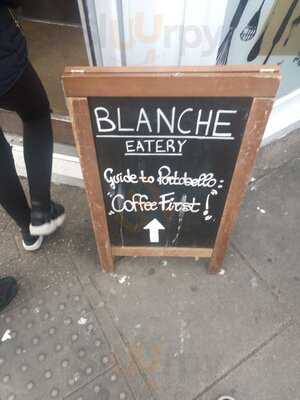 BLANCHE
EATERY
Guide to Portobello:
"Coffee First"!